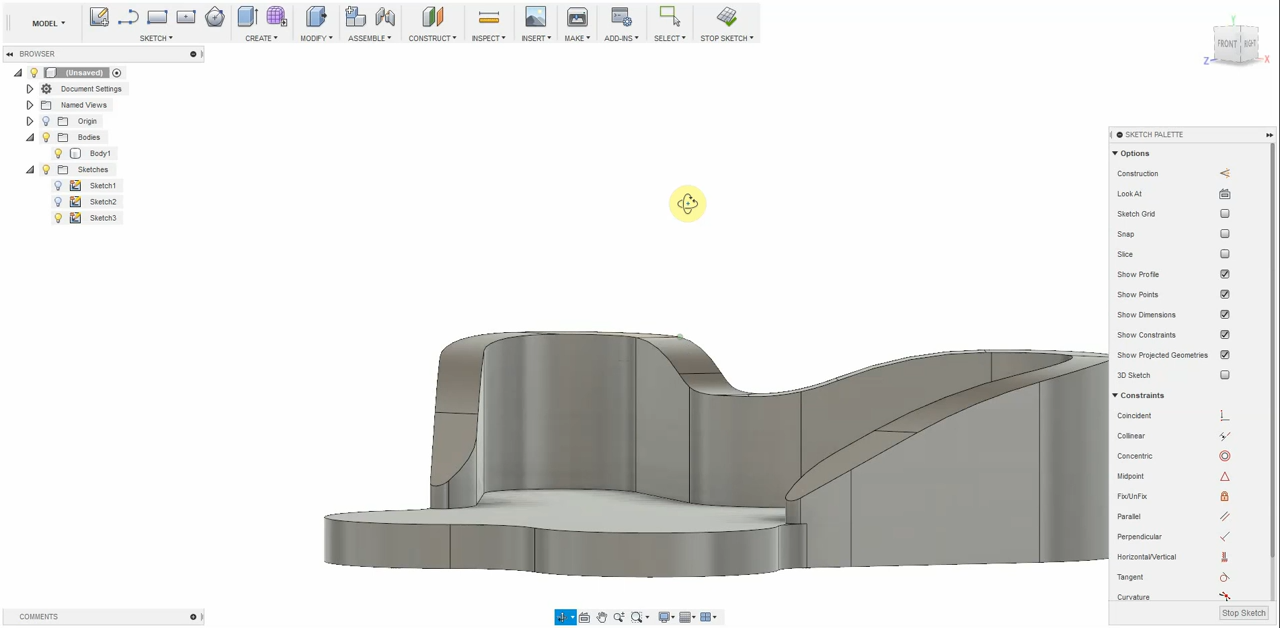 MODEL
SKETCH
CREATE
MODIFY
ASSEMBLE
CONSTRUCT
INSPECT
INSERT
MAKE
ADD-INS
SELECT
STOP SKETCH
BROWSER
(Unsaved)
Document Settings
Named Views
Origin
Bodies
Body1
Sketches
Sketch1
Sketch2
Sketch3
Y
FRONT
RIGHT
Z
X
SKETCH PALETTE
Options
Construction
Look At
Sketch Grid
Snap
Slice
Show Profile
Show Points
Show Dimensions
Show Constraints
Show Projected Geometries
3D Sketch
Constraints
Coincident
Collinear
Concentric
Midpoint
Fix/UnFix
Parallel
Perpendicular
Horizontal/Vertical
Tangent
Curvature
Stop Sketch
COMMENTS